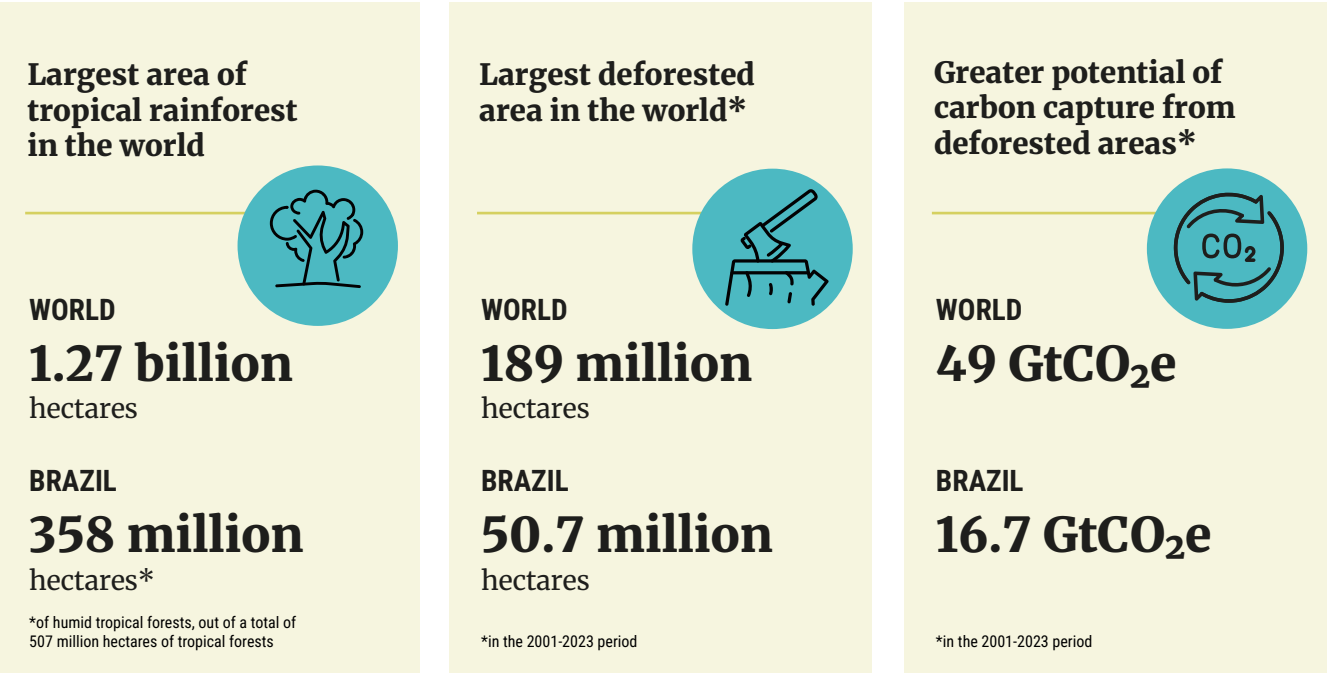 Largest area of
tropical rainforest
in the world
WORLD
1.27 billion
hectares
BRAZIL
358 million
hectares*
*of humid tropical forests, out of a total of
507 million hectares of tropical forests
Largest deforested
area in the world*
WORLD
189 million
hectares
BRAZIL
50.7 million
hectares
*in the 2001-2023 period
Greater potential of
carbon capture from
deforested areas*
CO₂
WORLD
49 GtCO₂e
BRAZIL
16.7 GtCO₂e
*in the 2001-2023 period